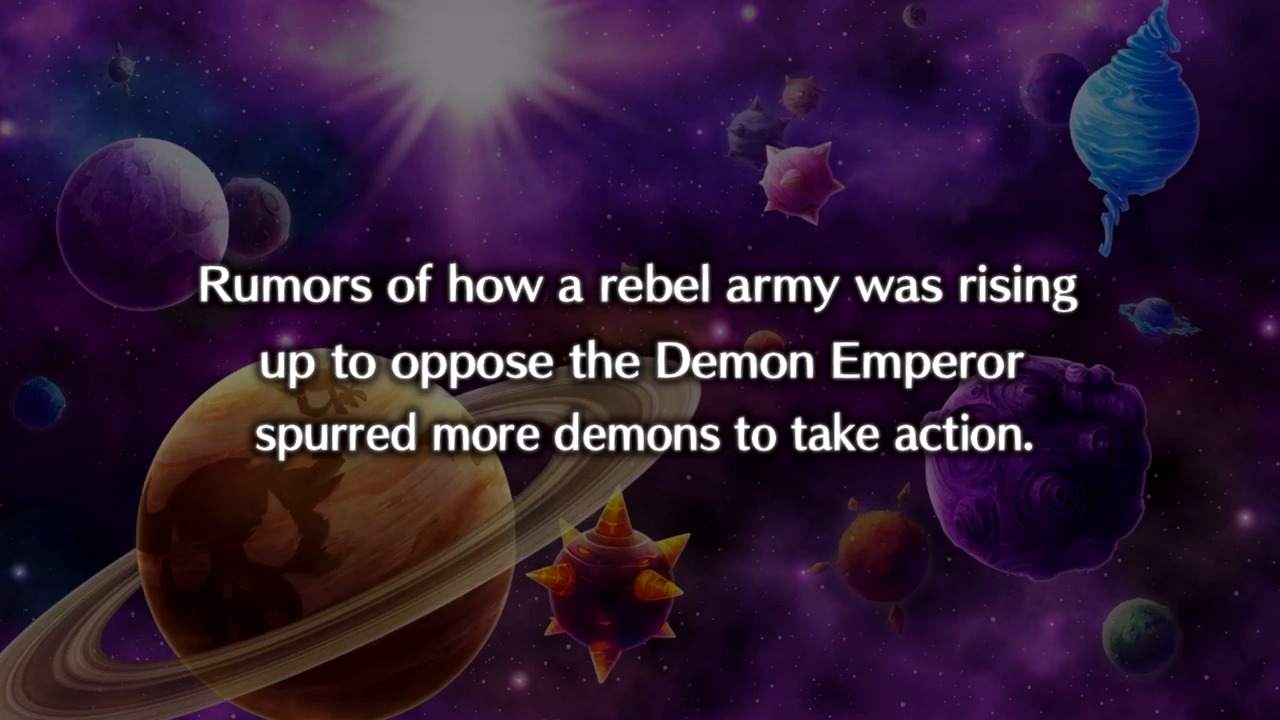 Rumors of how a rebel army was rising
up to oppose the Demon Emperor
spurred more demons to take action.